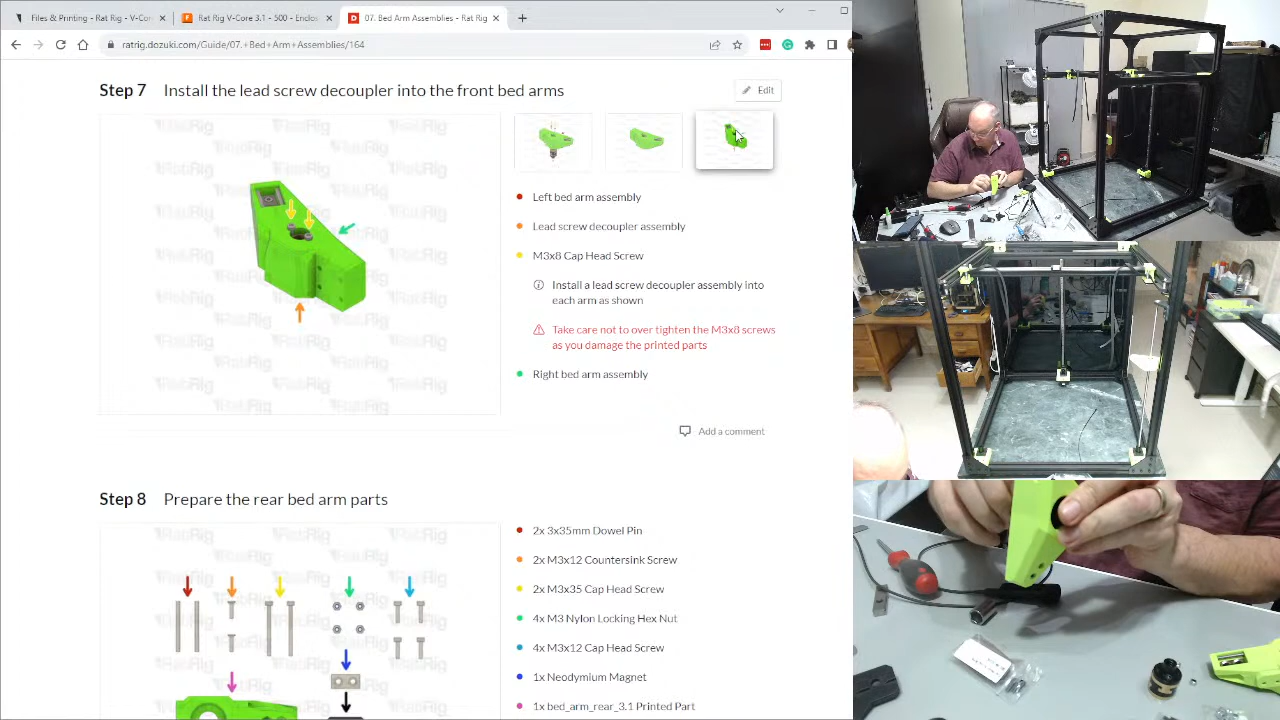 Files & Printing - V-Co
Rat Rig V-Core 3.1 - 500 - Enclos
07. Bed Arm Assemblies - Rat Rig
ratrig.dozuki.com/Guide/07.+Bed+Arm+Assemblies/164
Step 7 Install the lead screw decoupler into the front bed arms
Edit
Left bed arm assembly
Lead screw decoupler assembly
M3x8 Cap Head Screw
Install a lead screw decoupler assembly into
each arm as shown
Take care not to over tighten the M3x8 screws
as you damage the printed parts
Right bed arm assembly
Add a comment
Step 8 Prepare the rear bed arm parts
2x 3x35mm Dowel Pin
2x M3x12 Countersink Screw
2x M3x35 Cap Head Screw
4x M3 Nylon Locking Hex Nut
4x M3x12 Cap Head Screw
1x Neodymium Magnet
1x bed_arm_rear_3.1 Printed Part